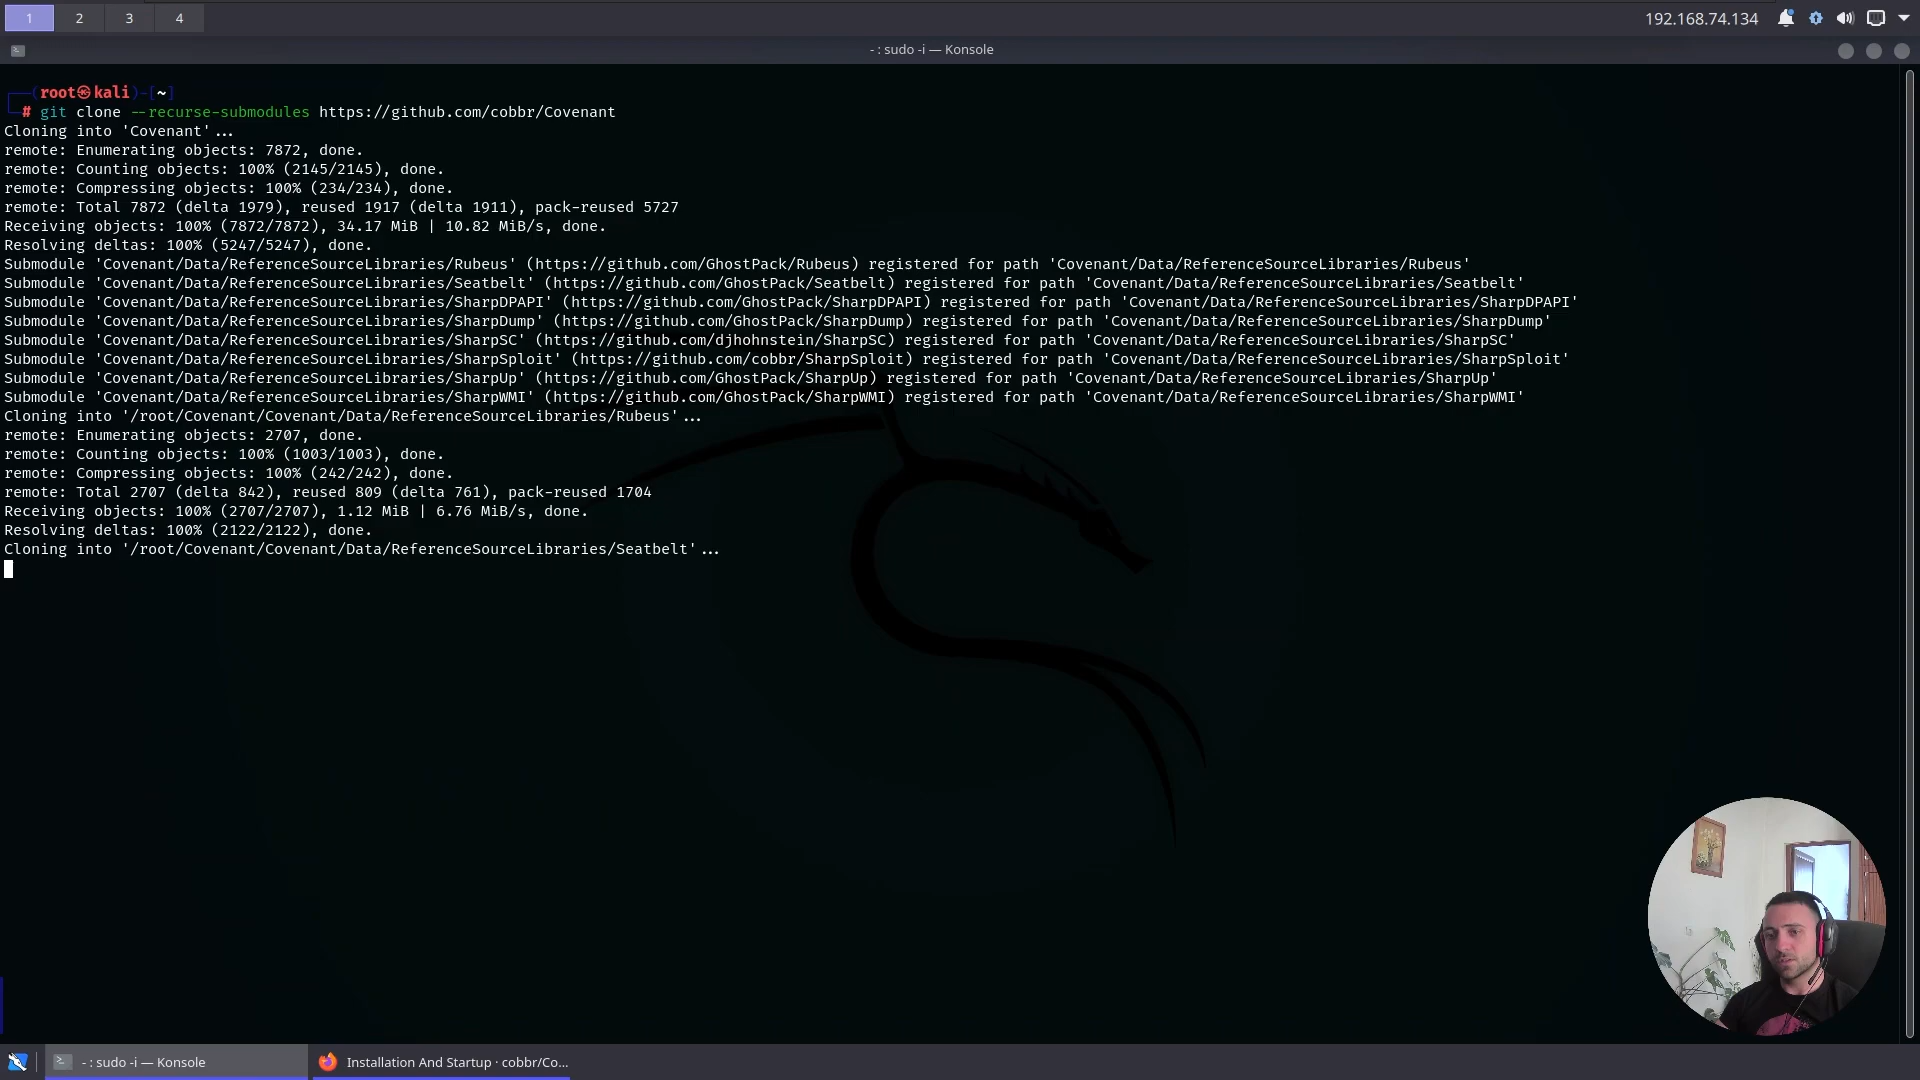 1 2 3 4 192.168.74.134
- : sudo -i — Konsole
(root㉿kali)-[~]
# git clone --recurse-submodules https://github.com/cobbr/Covenant
Cloning into 'Covenant'...
remote: Enumerating objects: 7872, done.
remote: Counting objects: 100% (2145/2145), done.
remote: Compressing objects: 100% (234/234), done.
remote: Total 7872 (delta 1979), reused 1917 (delta 1911), pack-reused 5727
Receiving objects: 100% (7872/7872), 34.17 MiB | 10.82 MiB/s, done.
Resolving deltas: 100% (5247/5247), done.
Submodule 'Covenant/Data/ReferenceSourceLibraries/Rubeus' (https://github.com/GhostPack/Rubeus) registered for path 'Covenant/Data/ReferenceSourceLibraries/Rubeus'
Submodule 'Covenant/Data/ReferenceSourceLibraries/Seatbelt' (https://github.com/GhostPack/Seatbelt) registered for path 'Covenant/Data/ReferenceSourceLibraries/Seatbelt'
Submodule 'Covenant/Data/ReferenceSourceLibraries/SharpDPAPI' (https://github.com/GhostPack/SharpDPAPI) registered for path 'Covenant/Data/ReferenceSourceLibraries/SharpDPAPI'
Submodule 'Covenant/Data/ReferenceSourceLibraries/SharpDump' (https://github.com/GhostPack/SharpDump) registered for path 'Covenant/Data/ReferenceSourceLibraries/SharpDump'
Submodule 'Covenant/Data/ReferenceSourceLibraries/SharpSC' (https://github.com/djhohnstein/SharpSC) registered for path 'Covenant/Data/ReferenceSourceLibraries/SharpSC'
Submodule 'Covenant/Data/ReferenceSourceLibraries/SharpSploit' (https://github.com/cobbr/SharpSploit) registered for path 'Covenant/Data/ReferenceSourceLibraries/SharpSploit'
Submodule 'Covenant/Data/ReferenceSourceLibraries/SharpUp' (https://github.com/GhostPack/SharpUp) registered for path 'Covenant/Data/ReferenceSourceLibraries/SharpUp'
Submodule 'Covenant/Data/ReferenceSourceLibraries/SharpWMI' (https://github.com/GhostPack/SharpWMI) registered for path 'Covenant/Data/ReferenceSourceLibraries/SharpWMI'
Cloning into '/root/Covenant/Covenant/Data/ReferenceSourceLibraries/Rubeus'...
remote: Enumerating objects: 2707, done.
remote: Counting objects: 100% (1003/1003), done.
remote: Compressing objects: 100% (242/242), done.
remote: Total 2707 (delta 842), reused 809 (delta 761), pack-reused 1704
Receiving objects: 100% (2707/2707), 1.12 MiB | 6.76 MiB/s, done.
Resolving deltas: 100% (2122/2122), done.
Cloning into '/root/Covenant/Covenant/Data/ReferenceSourceLibraries/Seatbelt'...
- : sudo -i — Konsole Installation And Startup · cobbr/Co...